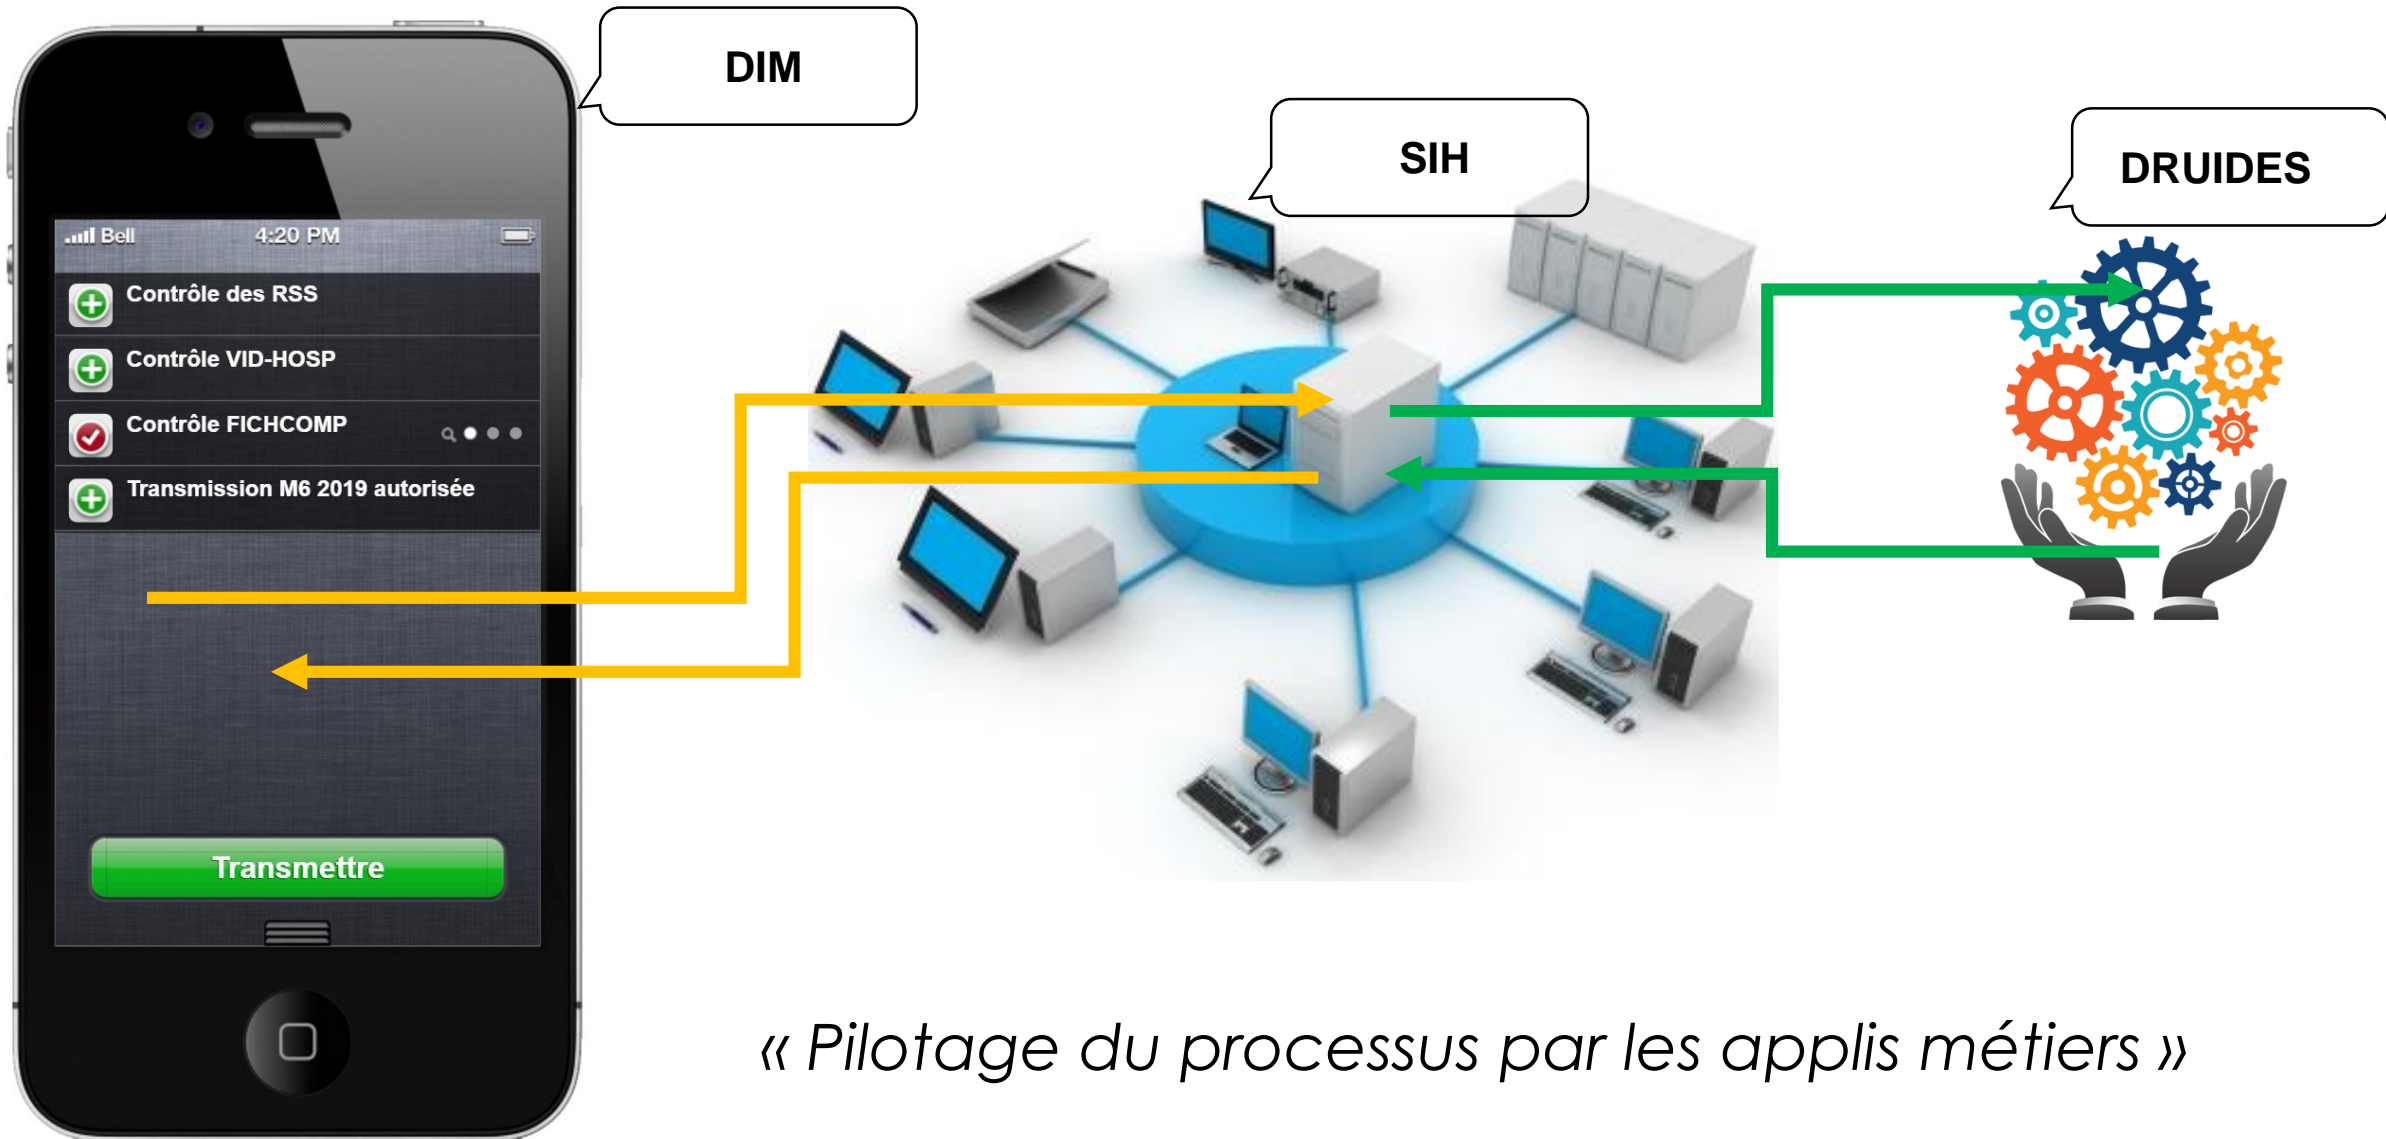 DIM
SIH
DRUIDES
Bell
4:20 PM
Contrôle des RSS
Contrôle VID-HOSP
Contrôle FICHCOMP
Transmission M6 2019 autorisée
Transmettre
« Pilotage du processus par les applis métiers »